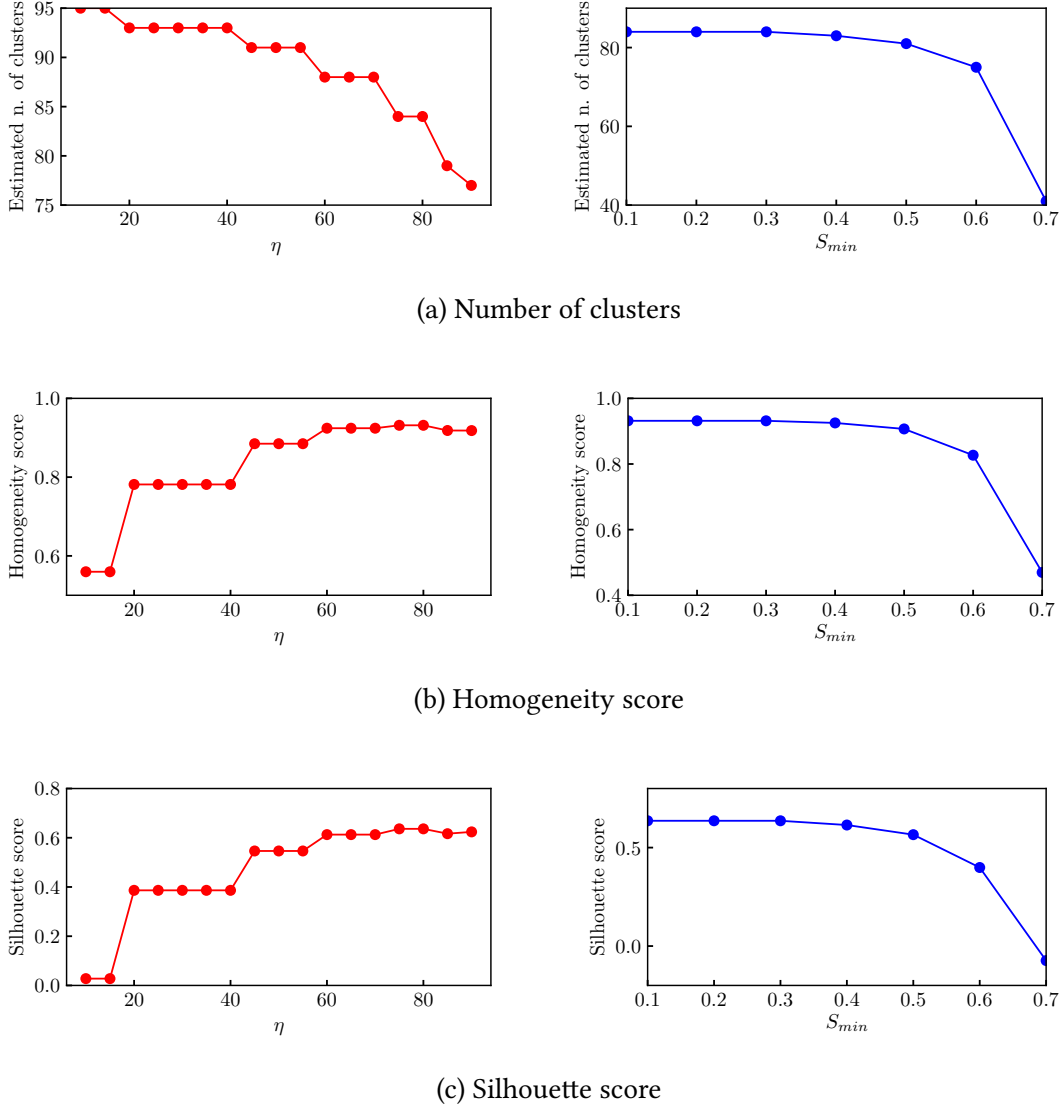 95
90
85
80
75
Estimated n. of clusters
20 40 60 80
η
80
60
40
Estimated n. of clusters
0.1 0.2 0.3 0.4 0.5 0.6 0.7
S_min
(a) Number of clusters
1.0
0.8
0.6
Homogeneity score
20 40 60 80
η
1.0
0.8
0.6
0.4
Homogeneity score
0.1 0.2 0.3 0.4 0.5 0.6 0.7
S_min
(b) Homogeneity score
0.8
0.6
0.4
0.2
0.0
Silhouette score
20 40 60 80
η
0.5
0.0
Silhouette score
0.1 0.2 0.3 0.4 0.5 0.6 0.7
S_min
(c) Silhouette score